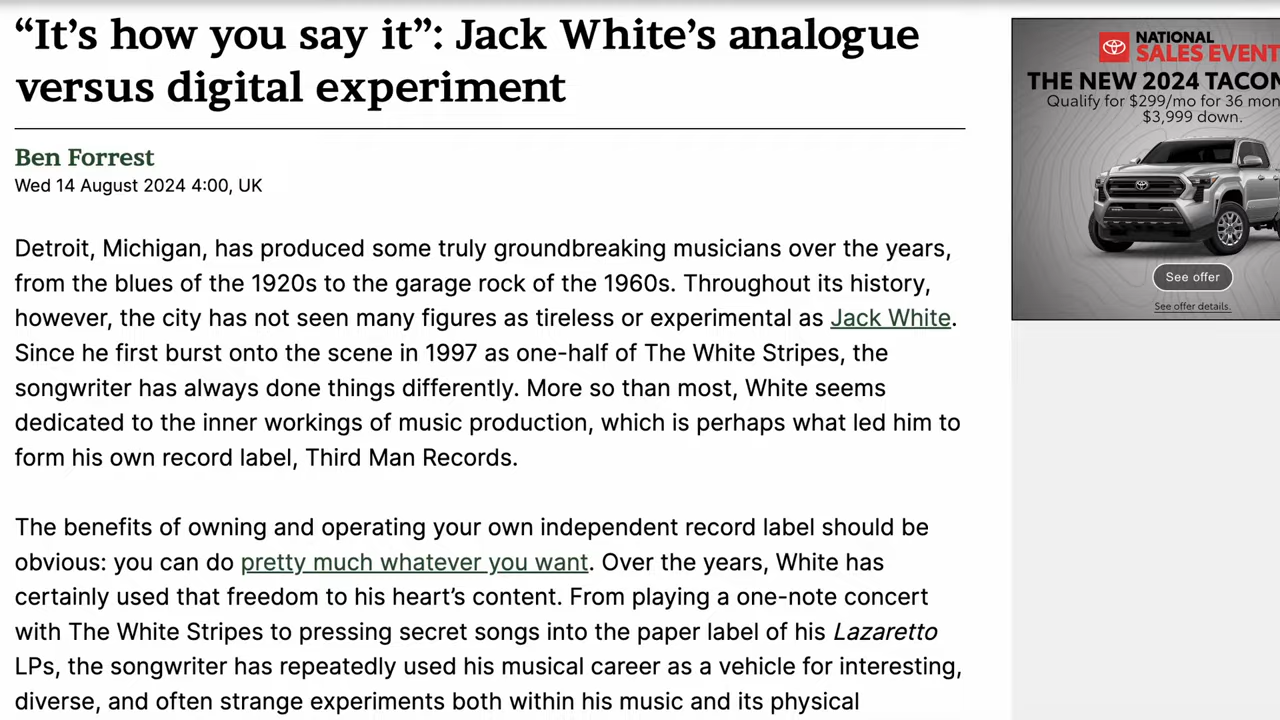 “It’s how you say it”: Jack White’s analogue
versus digital experiment
Ben Forrest
Wed 14 August 2024 4:00, UK
Detroit, Michigan, has produced some truly groundbreaking musicians over the years,
from the blues of the 1920s to the garage rock of the 1960s. Throughout its history,
however, the city has not seen many figures as tireless or experimental as Jack White.
Since he first burst onto the scene in 1997 as one-half of The White Stripes, the
songwriter has always done things differently. More so than most, White seems
dedicated to the inner workings of music production, which is perhaps what led him to
form his own record label, Third Man Records.
The benefits of owning and operating your own independent record label should be
obvious: you can do pretty much whatever you want. Over the years, White has
certainly used that freedom to his heart’s content. From playing a one-note concert
with The White Stripes to pressing secret songs into the paper label of his Lazaretto
LPs, the songwriter has repeatedly used his musical career as a vehicle for interesting,
diverse, and often strange experiments both within his music and its physical
NATIONAL
SALES EVENT
THE NEW 2024 TACON
Qualify for $299/mo for 36 mon
$3,999 down.
See offer
See offer details.